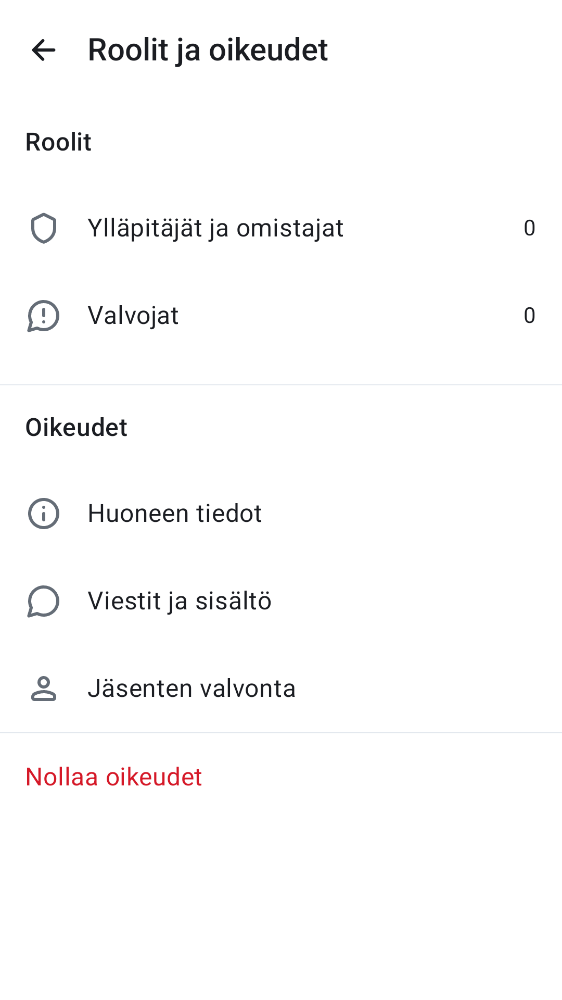 Roolit ja oikeudet
Roolit
Ylläpitäjät ja omistajat 0
Valvojat 0
Oikeudet
Huoneen tiedot
Viestit ja sisältö
Jäsenten valvonta
Nollaa oikeudet